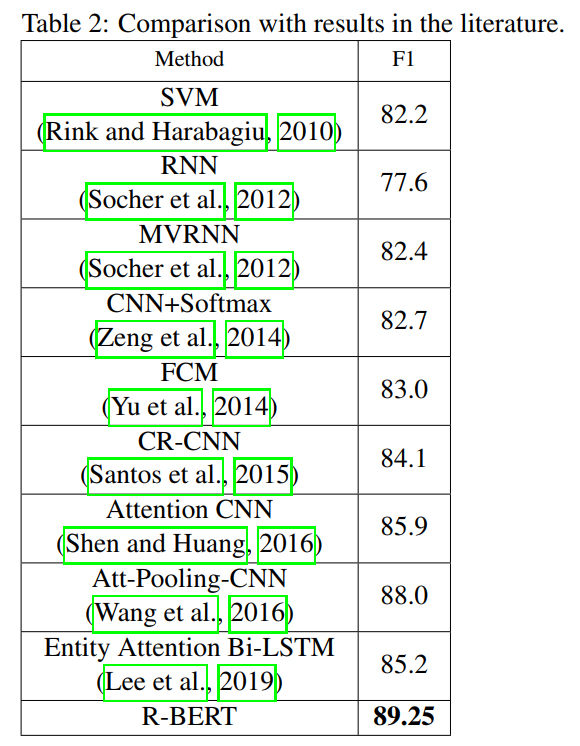 Table 2: Comparison with results in the literature.
Method F1
SVM
(Rink and Harabagiu, 2010) 82.2
RNN
(Socher et al., 2012) 77.6
MVRNN
(Socher et al., 2012) 82.4
CNN+Softmax
(Zeng et al., 2014) 82.7
FCM
(Yu et al., 2014) 83.0
CR-CNN
(Santos et al., 2015) 84.1
Attention CNN
(Shen and Huang, 2016) 85.9
Att-Pooling-CNN
(Wang et al., 2016) 88.0
Entity Attention Bi-LSTM
(Lee et al., 2019) 85.2
R-BERT 89.25